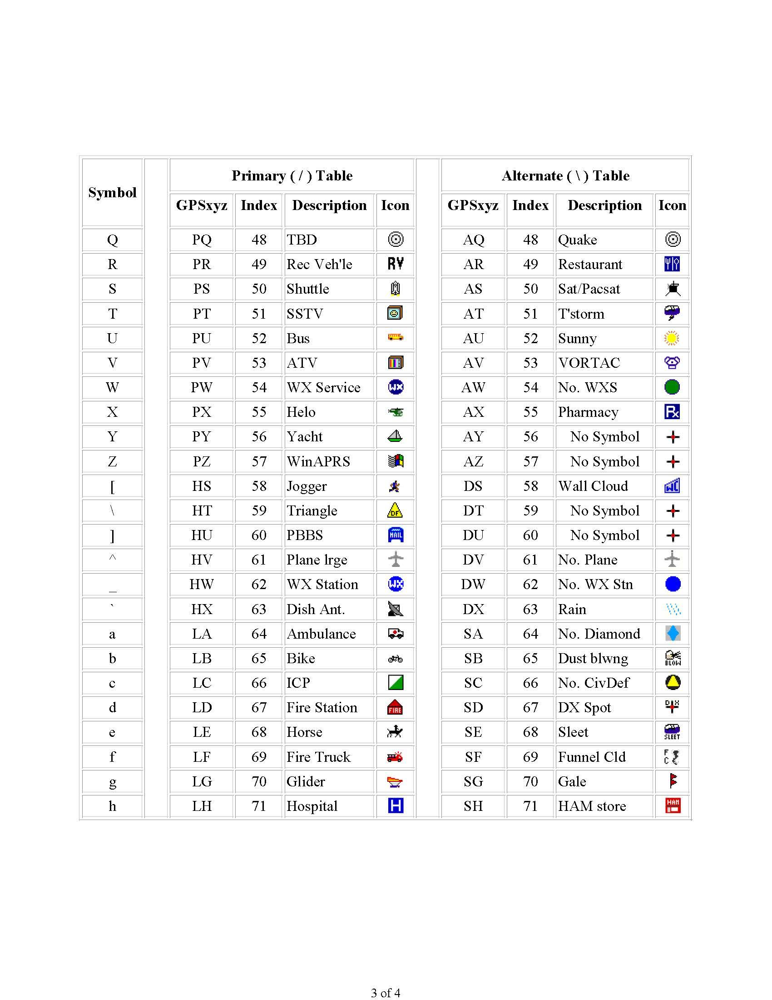 Symbol Primary ( / ) Table Alternate ( \ ) Table
GPSxyz Index Description Icon GPSxyz Index Description Icon
Q PQ 48 TBD AQ 48 Quake
R PR 49 Rec Veh'le RV AR 49 Restaurant
S PS 50 Shuttle AS 50 Sat/Pacsat
T PT 51 SSTV AT 51 T'storm
U PU 52 Bus AU 52 Sunny
V PV 53 ATV AV 53 VORTAC
W PW 54 WX Service WX AW 54 No. WXS
X PX 55 Helo AX 55 Pharmacy Rx
Y PY 56 Yacht AY 56 No Symbol
Z PZ 57 WinAPRS AZ 57 No Symbol
[ HS 58 Jogger DS 58 Wall Cloud WC
\ HT 59 Triangle DF DT 59 No Symbol
] HU 60 PBBS MAIL DU 60 No Symbol
^ HV 61 Plane lrge DV 61 No. Plane
_ HW 62 WX Station WX DW 62 No. WX Stn
` HX 63 Dish Ant. DX 63 Rain
a LA 64 Ambulance SA 64 No. Diamond
b LB 65 Bike SB 65 Dust blwng BLOW
c LC 66 ICP SC 66 No. CivDef
d LD 67 Fire Station FIRE SD 67 DX Spot DX
e LE 68 Horse SE 68 Sleet SLEET
f LF 69 Fire Truck SF 69 Funnel Cld F C
g LG 70 Glider SG 70 Gale
h LH 71 Hospital H SH 71 HAM store HAM
3 of 4